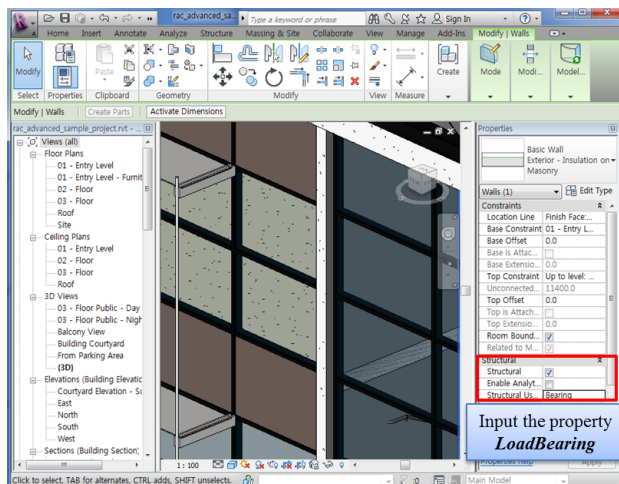 rac_advanced_sa...
Type a keyword or phrase
Sign In
Home Insert Annotate Analyze Structure Massing & Site Collaborate View Manage Add-Ins Modify | Walls
Modify
Properties
Paste
Create
Mode
Modi...
Model...
Select Properties Clipboard Geometry Modify View Measure
Modify | Walls
Create Parts
Activate Dimensions
rac_advanced_sample_project.rvt - ...
Views (all)
Floor Plans
01 - Entry Level
01 - Entry Level - Furnit
02 - Floor
03 - Floor
Roof
Site
Ceiling Plans
01 - Entry Level
02 - Floor
03 - Floor
Roof
3D Views
03 - Floor Public - Day
03 - Floor Public - Nigh
Balcony View
Building Courtyard
From Parking Area
(3D)
Elevations (Building Elevatic
Courtyard Elevation - Sc
East
North
South
West
Sections (Building Section)
1 : 100
Properties
Basic Wall
Exterior - Insulation on
Masonry
Walls (1)
Edit Type
Constraints
Location Line Finish Face:...
Base Constraint 01 - Entry L...
Base Offset 0.0
Base is Attac...
Base Extensio... 0.0
Top Constraint Up to level: ...
Unconnected... 11400.0
Top Offset 0.0
Top is Attach...
Top Extensio... 0.0
Room Bound...
Related to M...
Structural
Structural
Enable Analyt...
Structural Us... Bearing
Input the property
LoadBearing
Properties help
Apply
Click to select, TAB for alternates, CTRL adds, SHIFT unselects.
:0
Main Model